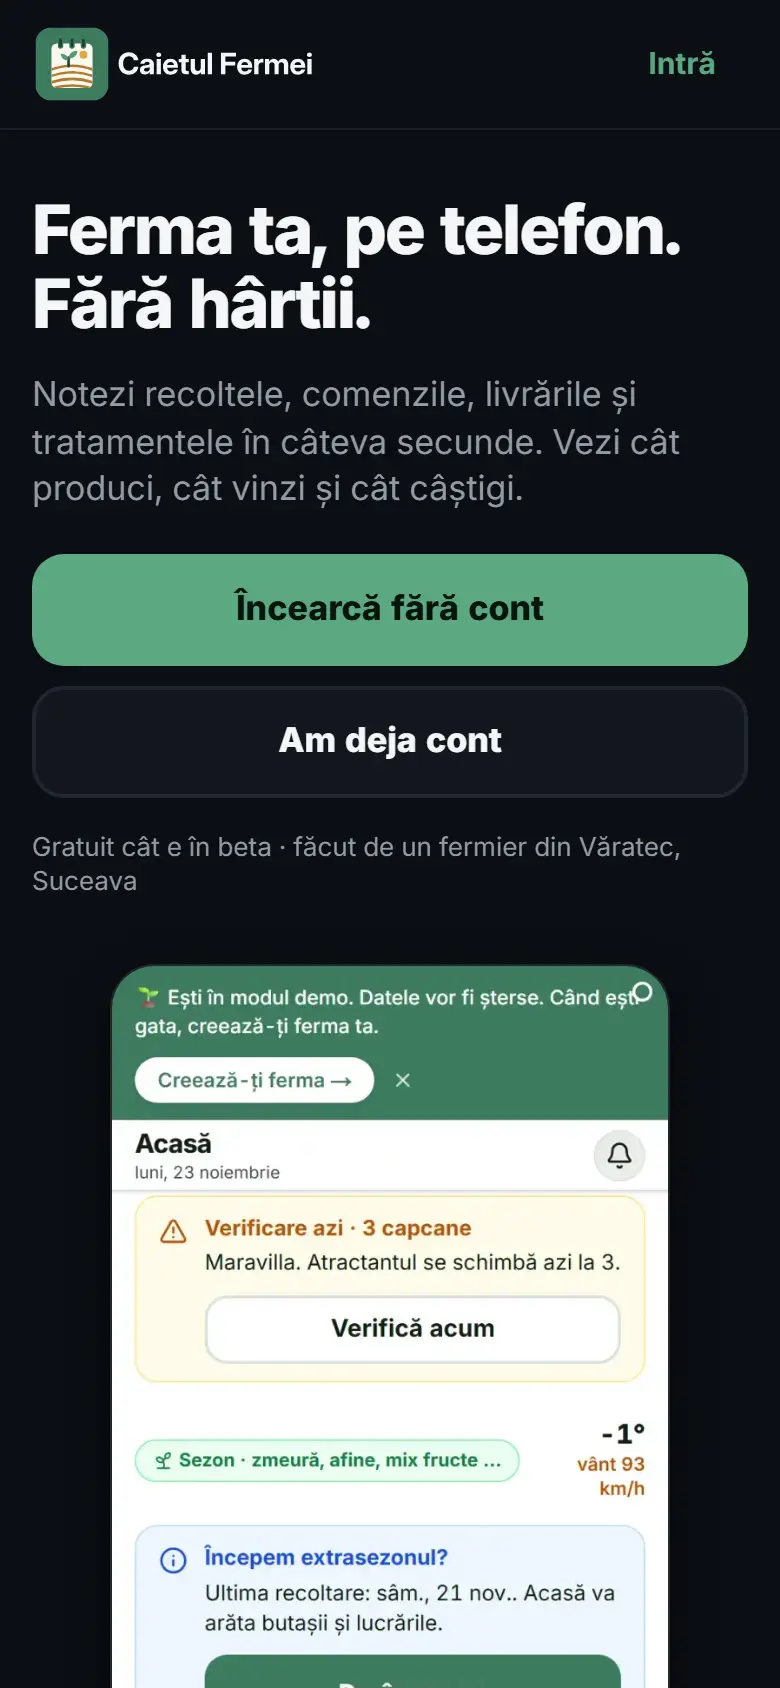 Caietul Fermei
Intră
Ferma ta, pe telefon.
Fără hârtii.
Notezi recoltele, comenzile, livrările și
tratamentele în câteva secunde. Vezi cât
produci, cât vinzi și cât câștigi.
Încearcă fără cont
Am deja cont
Gratuit cât e în beta · făcut de un fermier din Văratec,
Suceava
Ești în modul demo. Datele vor fi șterse. Când ești
gata, creează-ți ferma ta.
Creează-ți ferma →
Acasă
luni, 23 noiembrie
Verificare azi · 3 capcane
Maravilla. Atractantul se schimbă azi la 3.
Verifică acum
Sezon · zmeură, afine, mix fructe ...
-1°
vânt 93
km/h
Începem extrasezonul?
Ultima recoltare: sâm., 21 nov.. Acasă va
arăta butașii și lucrările.